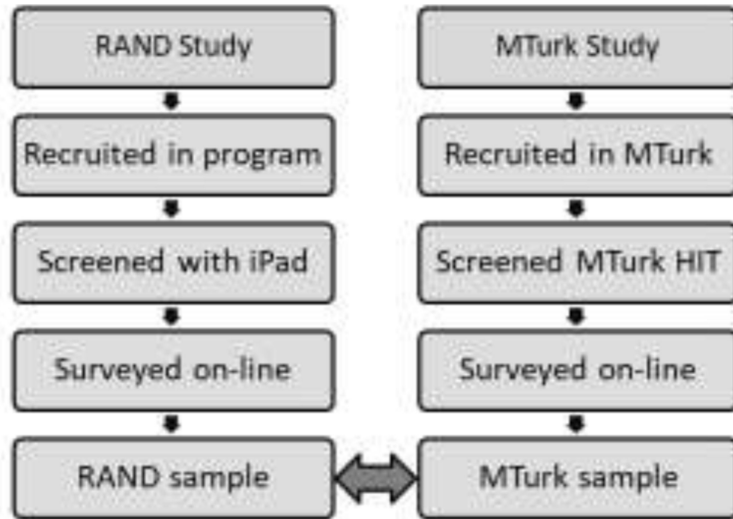 RAND Study
Recruited in program
Screened with iPad
Surveyed on-line
RAND sample
MTurk Study
Recruited in MTurk
Screened MTurk HIT
Surveyed on-line
MTurk sample